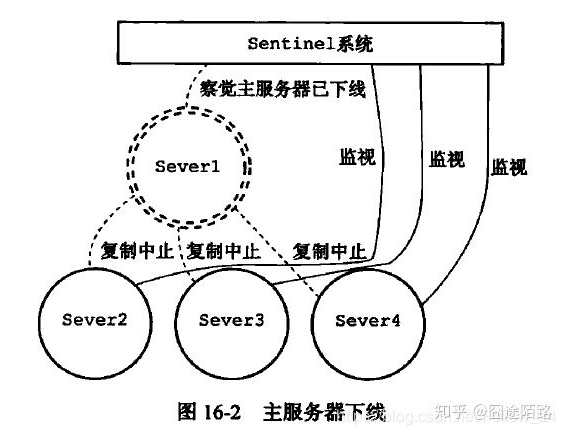 Sentinel系统
察觉主服务器已下线
Sever1
监视
监视
监视
复制中止
复制中止
复制中止
Sever2
Sever3
Sever4
图 16-2 主服务器下线
知乎 @囹途陌路